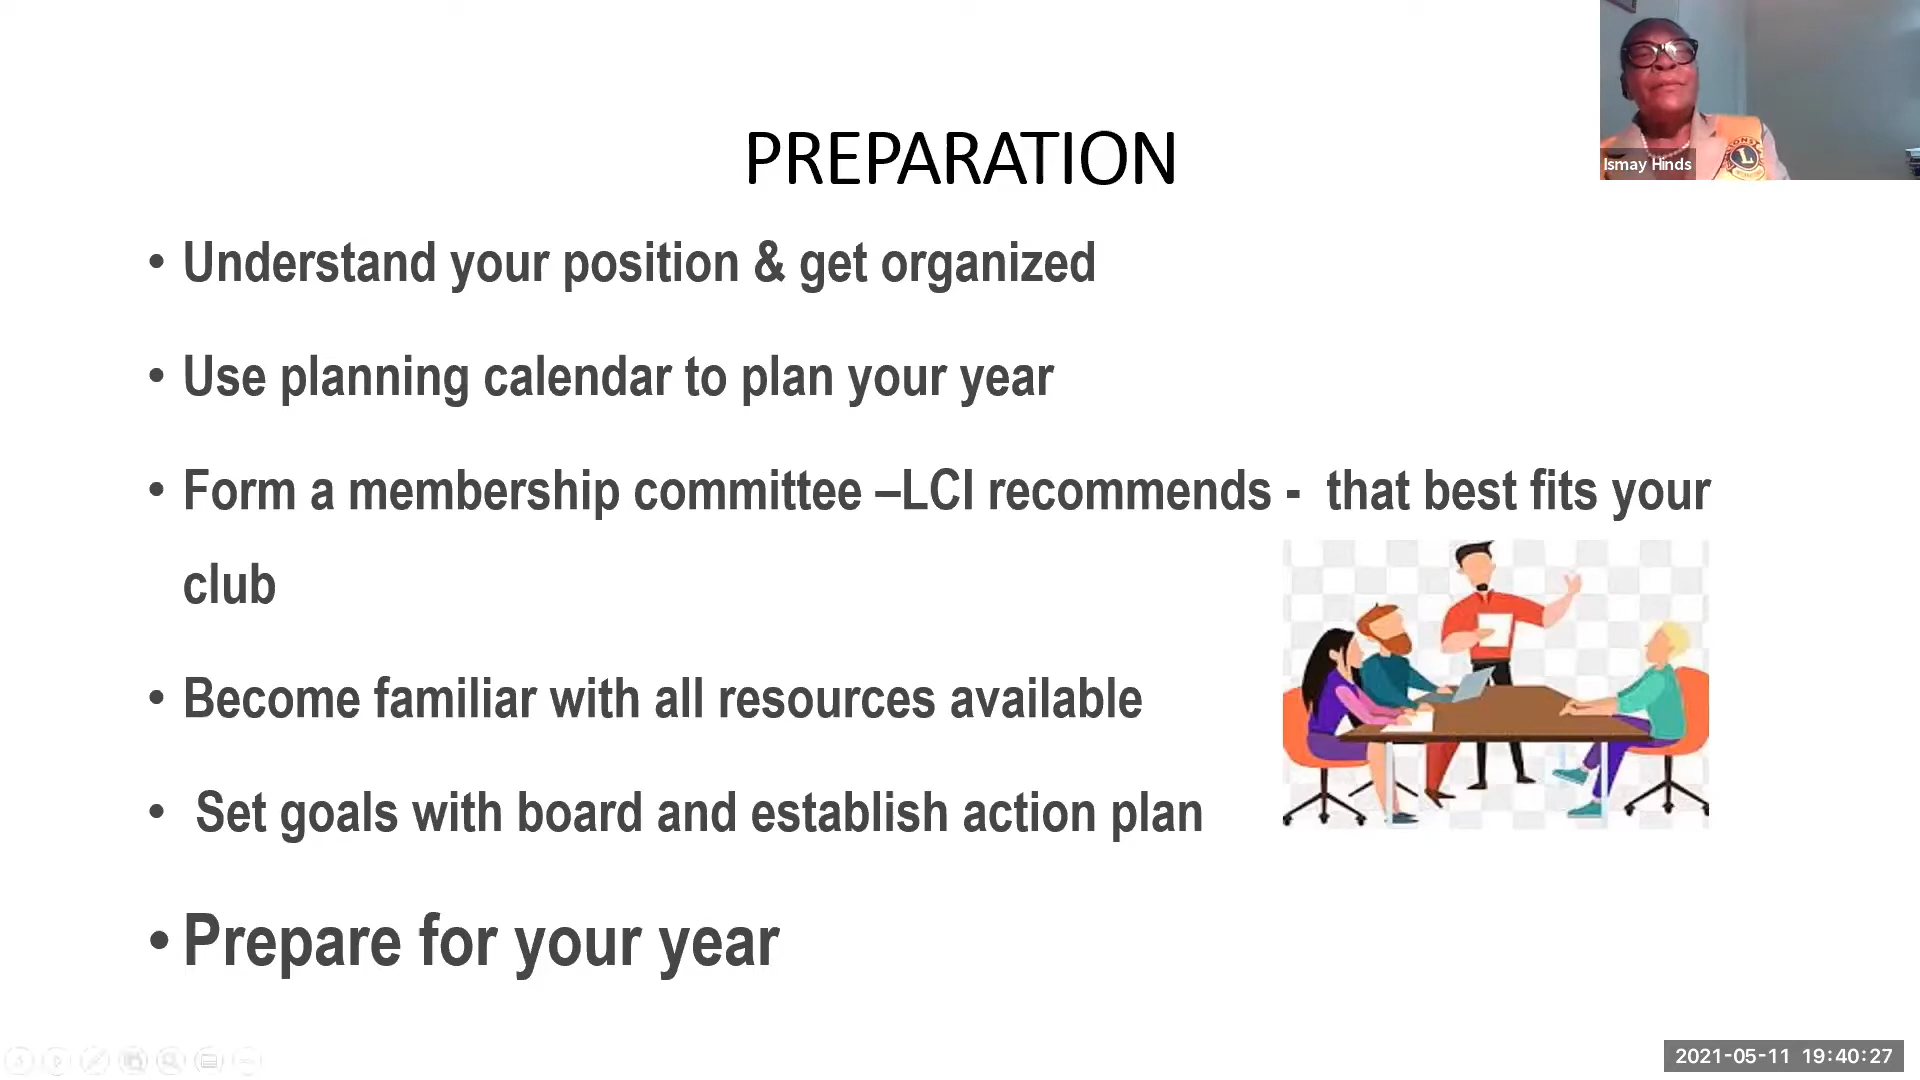 PREPARATION
Ismay Hinds
• Understand your position & get organized
• Use planning calendar to plan your year
• Form a membership committee –LCI recommends - that best fits your
club
• Become familiar with all resources available
• Set goals with board and establish action plan
• Prepare for your year
2021-05-11 19:40:27